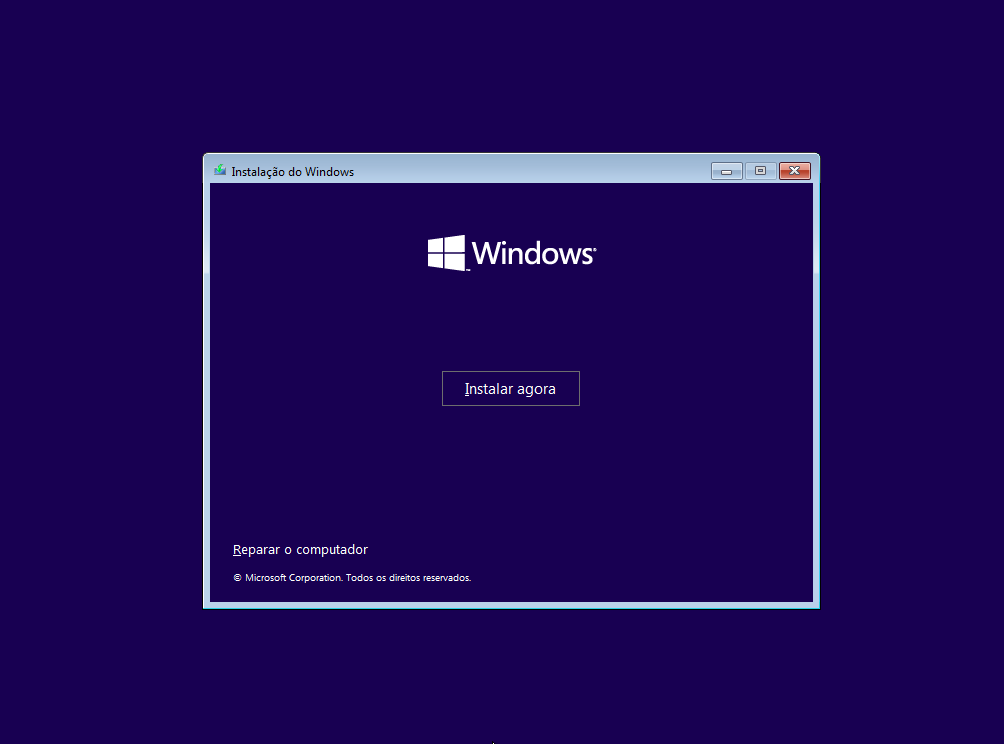 Instalação do Windows
Windows
Instalar agora
Reparar o computador
© Microsoft Corporation. Todos os direitos reservados.